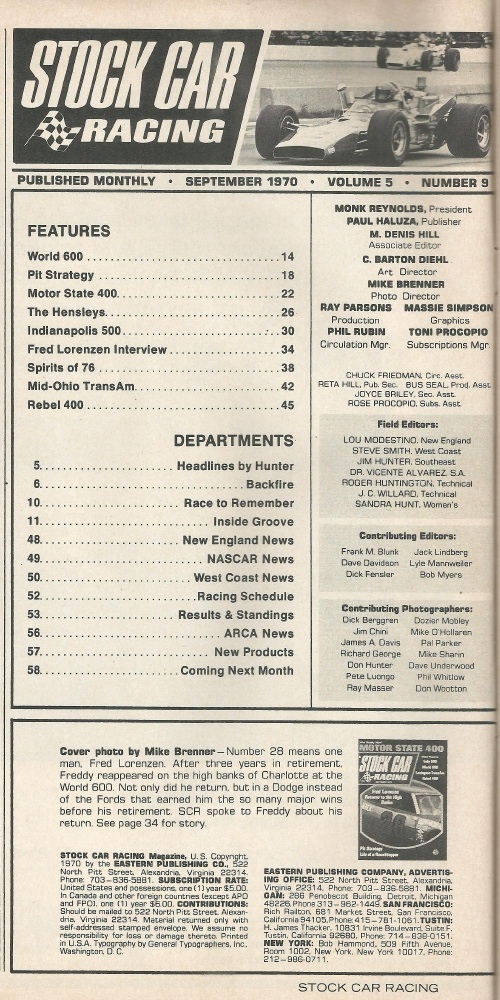 STOCK CAR
RACING
PUBLISHED MONTHLY • SEPTEMBER 1970 • VOLUME 5 • NUMBER 9
FEATURES
World 600 . . . . . . . . . . 14
Pit Strategy . . . . . . . . . . 18
Motor State 400. . . . . . . . . . 22
The Hensleys. . . . . . . . . . 26
Indianapolis 500. . . . . . . . . . 30
Fred Lorenzen Interview . . . . . . . . . . 34
Spirits of 76 . . . . . . . . . . 38
Mid-Ohio TransAm. . . . . . . . . . 42
Rebel 400 . . . . . . . . . . 45
DEPARTMENTS
5. . . . . . . . . . Headlines by Hunter
6. . . . . . . . . . Backfire
10. . . . . . . . . . Race to Remember
11. . . . . . . . . . Inside Groove
48. . . . . . . . . . New England News
49. . . . . . . . . . NASCAR News
50. . . . . . . . . . West Coast News
52. . . . . . . . . . Racing Schedule
53. . . . . . . . . . Results & Standings
56. . . . . . . . . . ARCA News
57. . . . . . . . . . New Products
58. . . . . . . . . . Coming Next Month
MONK REYNOLDS, President
PAUL HALUZA, Publisher
M. DENIS HILL
Associate Editor
C. BARTON DIEHL
Art Director
MIKE BRENNER
Photo Director
RAY PARSONS MASSIE SIMPSON
Production Graphics
PHIL RUBIN TONI PROCOPIO
Circulation Mgr. Subscriptions Mgr.
CHUCK FRIEDMAN, Circ. Asst.
RETA HILL, Pub. Sec. BUS SEAL, Prod. Asst.
JOYCE BRILEY, Sec. Asst.
ROSE PROCOPIO, Subs. Asst.
Field Editors:
LOU MODESTINO, New England
STEVE SMITH, West Coast
JIM HUNTER, Southeast
DR. VICENTE ALVAREZ, S.A.
ROGER HUNTINGTON, Technical
J. C. WILLARD, Technical
SANDRA HUNT, Women's
Contributing Editors:
Frank M. Blunk Jack Lindberg
Dave Davidson Lyle Mannweiler
Dick Fensler Bob Myers
Contributing Photographers:
Dick Berggren Dozier Mobley
Jim Chini Mike O'Hollaren
James A. Davis Pal Parker
Richard George Mike Sharin
Don Hunter Dave Underwood
Pete Luongo Phil Whitlow
Ray Masser Don Wootton
Cover photo by Mike Brenner—Number 28 means one
man, Fred Lorenzen. After three years in retirement,
Freddy reappeared on the high banks of Charlotte at the
World 600. Not only did he return, but in a Dodge instead
of the Fords that earned him the so many major wins
before his retirement. SCR spoke to Freddy about his
return. See page 34 for story.
MOTOR STATE 400
STOCK CAR
RACING
Fred Lorenzen
Returns to the High
Banks
Pit Strategy
STOCK CAR RACING Magazine, U.S. Copyright,
1970 by the EASTERN PUBLISHING CO., 522
North Pitt Street, Alexandria, Virginia 22314.
Phone: 703—836-5881. SUBSCRIPTION RATE:
United States and possessions, one (1) year $5.00.
In Canada and other foreign countries (except APO
and FPO), one (1) year $6.00. CONTRIBUTIONS:
Should be mailed to 522 North Pitt Street, Alexan-
dria, Virginia 22314. Material returned only with
self-addressed stamped envelope. We assume no
responsibility for loss or damage thereto. Printed
in U.S.A. Typography by General Typographers, Inc.,
Washington, D.C.
EASTERN PUBLISHING COMPANY, ADVERTIS-
ING OFFICE: 522 North Pitt Street, Alexandria,
Virginia 22314. Phone: 703—836-5881. MICHI-
GAN: 286 Penobscot Building, Detroit, Michigan
48226. Phone 313—962-1449. SAN FRANCISCO:
Rich Railton, 681 Market Street, San Francisco,
California 94105. Phone: 415—781-1061. TUSTIN:
H. James Thacker, 10831 Irvine Boulevard, Suite F,
Tustin, California 92680. Phone: 714—838-0151.
NEW YORK: Bob Hammond, 509 Fifth Avenue,
Room 1002, New York, New York 10017, Phone:
212—986-0711.
STOCK CAR RACING